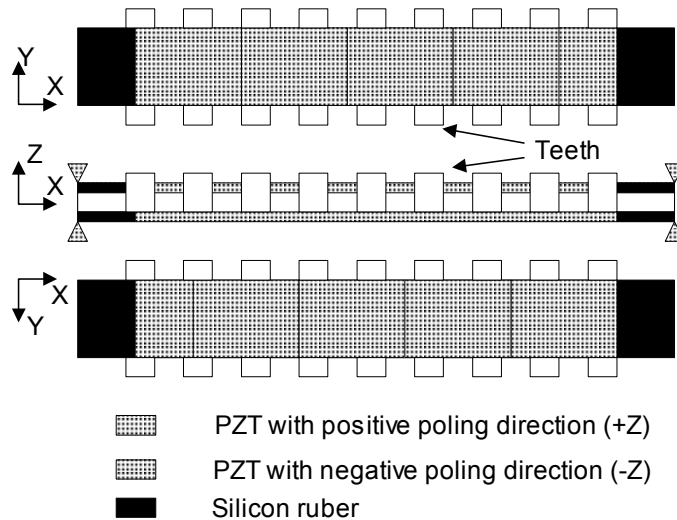 Y
X
Z
Teeth
X
X
Y
PZT with positive poling direction (+Z)
PZT with negative poling direction (-Z)
Silicon ruber